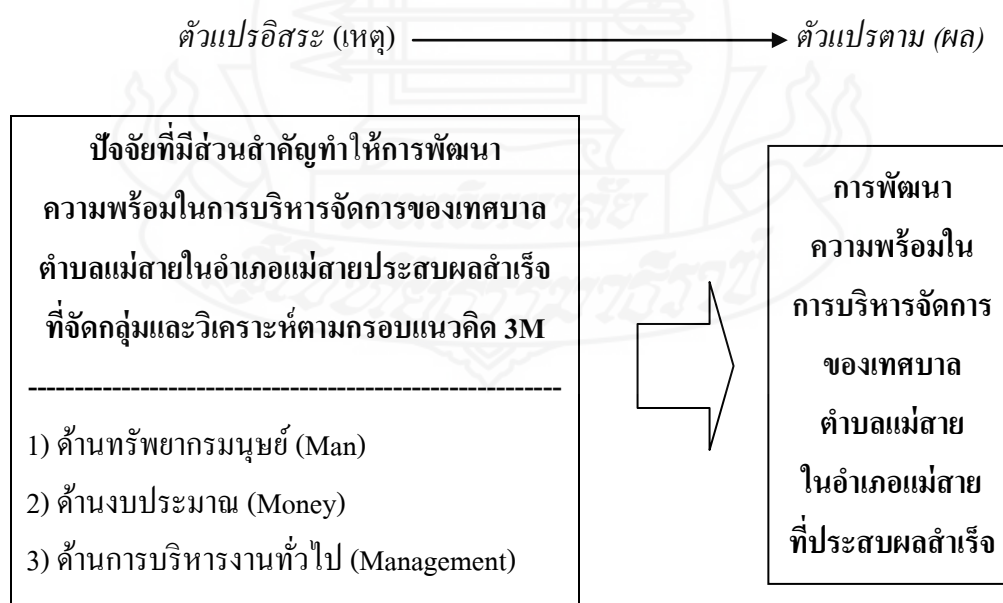 ตัวแปรอิสระ (เหตุ) ตัวแปรตาม (ผล)
ปัจจัยที่มีส่วนสำคัญทำให้การพัฒนา
ความพร้อมในการบริหารจัดการของเทศบาล
ตำบลแม่สายในอำเภอแม่สายประสบผลสำเร็จ
ที่จัดกลุ่มและวิเคราะห์ตามกรอบแนวคิด 3M
---------------------------------------------------------
1) ด้านทรัพยากรมนุษย์ (Man)
2) ด้านงบประมาณ (Money)
3) ด้านการบริหารงานทั่วไป (Management)
การพัฒนา
ความพร้อมใน
การบริหารจัดการ
ของเทศบาล
ตำบลแม่สาย
ในอำเภอแม่สาย
ที่ประสบผลสำเร็จ